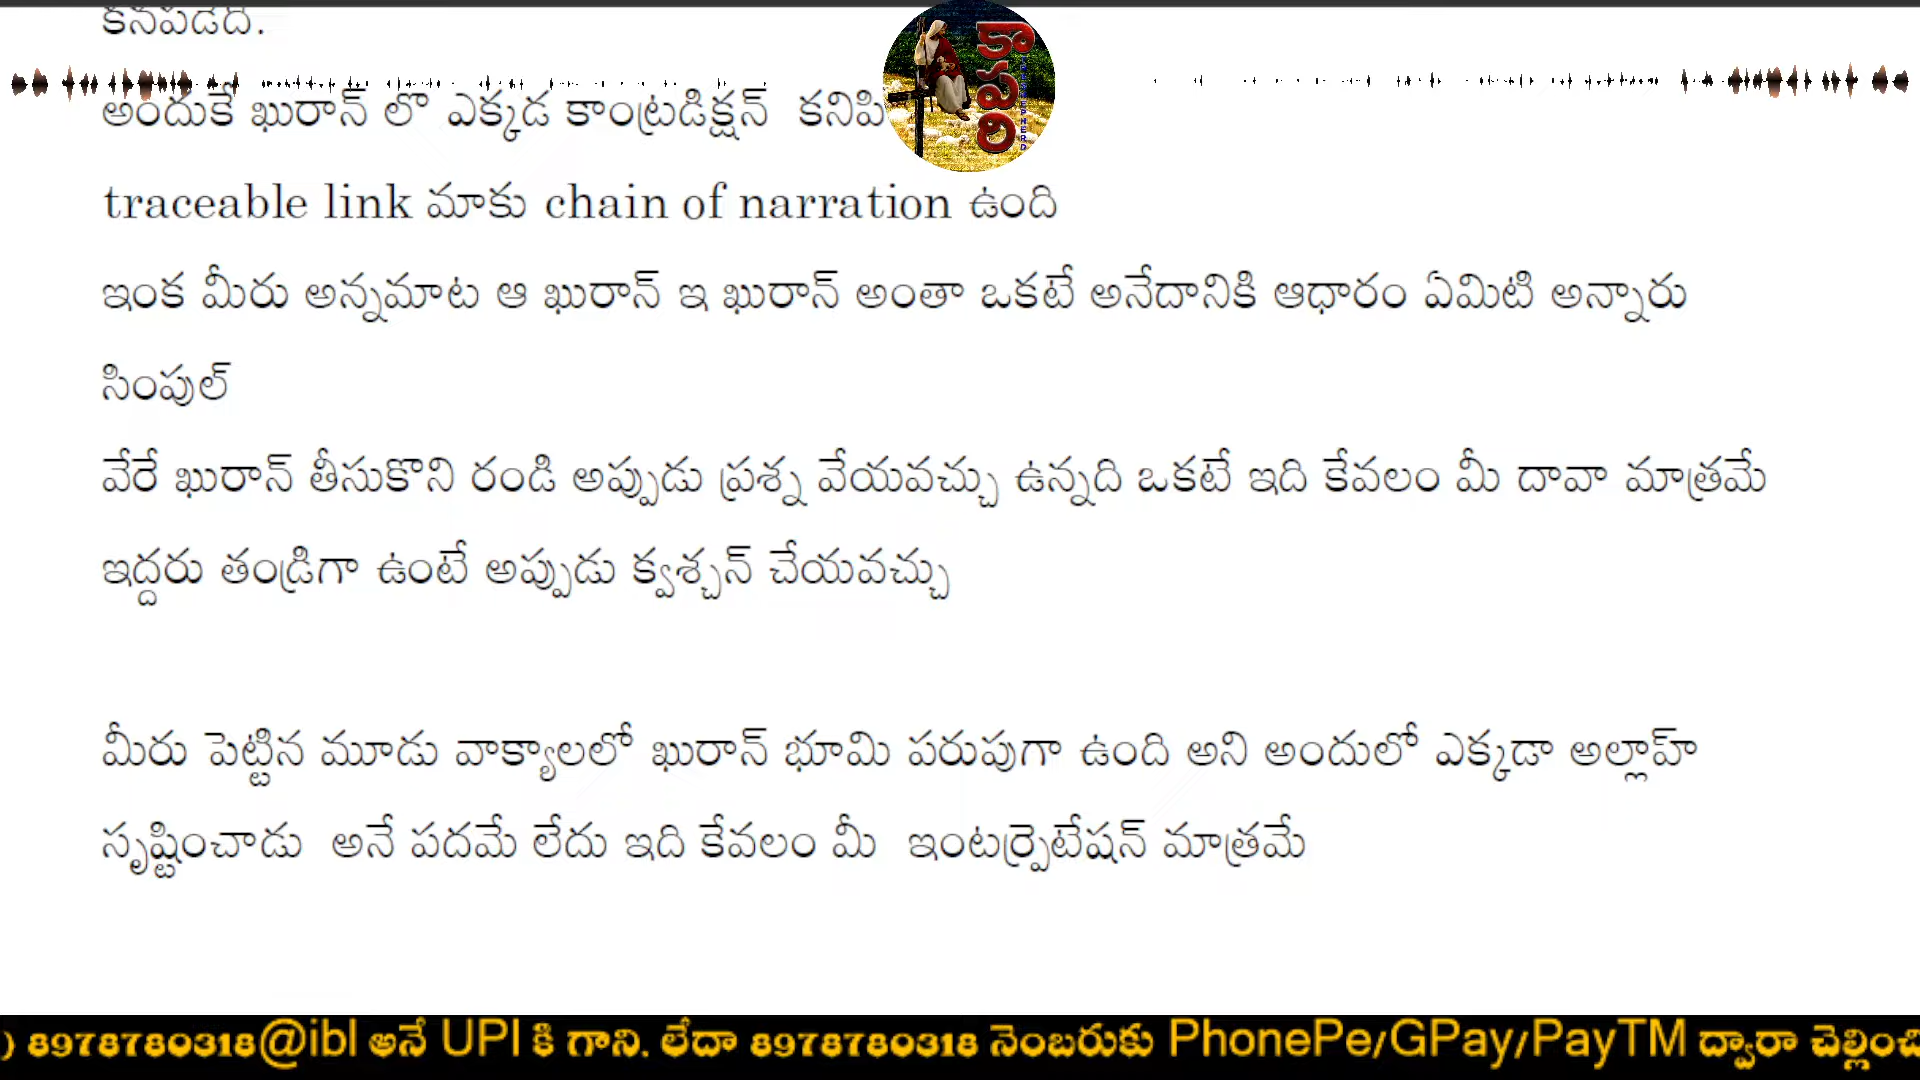 కనపడేది.
అందుకే ఖురాన్ లొ ఎక్కడ కాంట్రడిక్షన్ కనిపి
కాపరి
traceable link మాకు chain of narration ఉంది
ఇంక మీరు అన్నమాట ఆ ఖురాన్ ఇ ఖురాన్ అంతా ఒకటే అనేదానికి ఆధారం ఏమిటి అన్నారు
సింపుల్
వేరే ఖురాన్ తీసుకొని రండి అప్పుడు ప్రశ్న వేయవచ్చు ఉన్నది ఒకటే ఇది కేవలం మీ దావా మాత్రమే
ఇద్దరు తండ్రిగా ఉంటే అప్పుడు క్వశ్చన్ చేయవచ్చు
మీరు పెట్టిన మూడు వాక్యాలలో ఖురాన్ భూమి పరుపుగా ఉంది అని అందులో ఎక్కడా అల్లాహ్
సృష్టించాడు అనే పదమే లేదు ఇది కేవలం మీ ఇంటర్ప్రెటేషన్ మాత్రమే
) 8978780318@ibl అనే UPI కి గాని. లేదా 8978780318 నెంబరుకు PhonePe/GPay/PayTM ద్వారా చెల్లించి